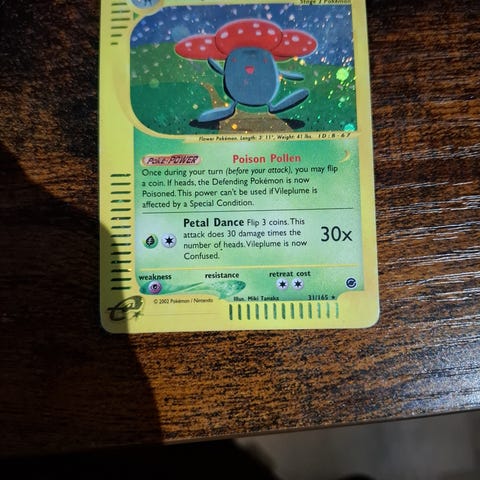 Stage 2 Pokémon
Flower Pokémon, Length: 3' 11", Weight: 41 lbs. ID:B-67
POKé-POWER Poison Pollen
Once during your turn (before your attack), you may flip
a coin. If heads, the Defending Pokémon is now
Poisoned. This power can't be used if Vileplume is
affected by a Special Condition.
Petal Dance Flip 3 coins. This
attack does 30 damage times the
number of heads. Vileplume is now
Confused.
30x
weakness resistance retreat cost
© 2002 Pokémon / Nintendo
Illus. Miki Tanaka 31/165 ★
e